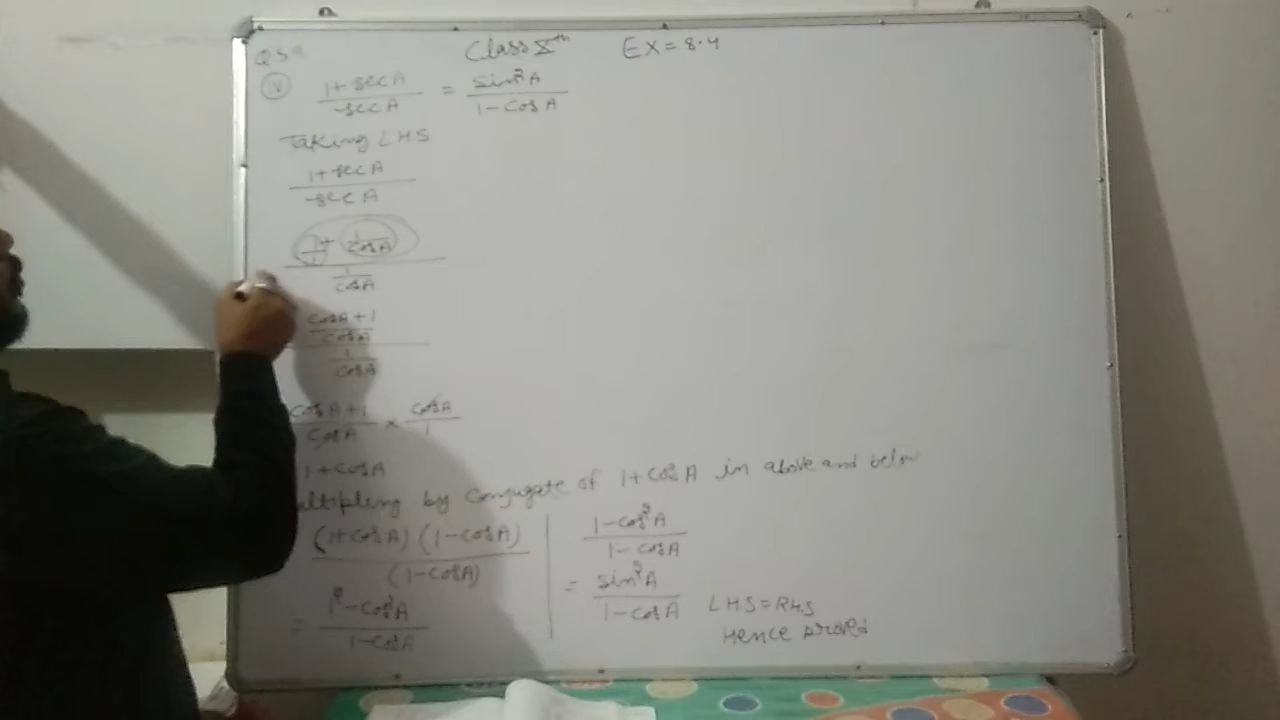 Q5 Class Xth EX = 8.4
(iv) 1+secA/secA = sin²A/1-CosA
Taking LHS
1+secA/secA
1/1 + 1/cosA
1/cosA
cosA+1/cosA
1/cosA
cosA+1/cosA × cosA/1
1+cosA
by conjugate of 1+CosA in above and below
(1+cosA)(1-cosA)/(1-cosA)
= 1²-cos²A/1-cosA
1-cos²A/1-cosA
= sin²A/1-cosA LHS=RHS
Hence proved